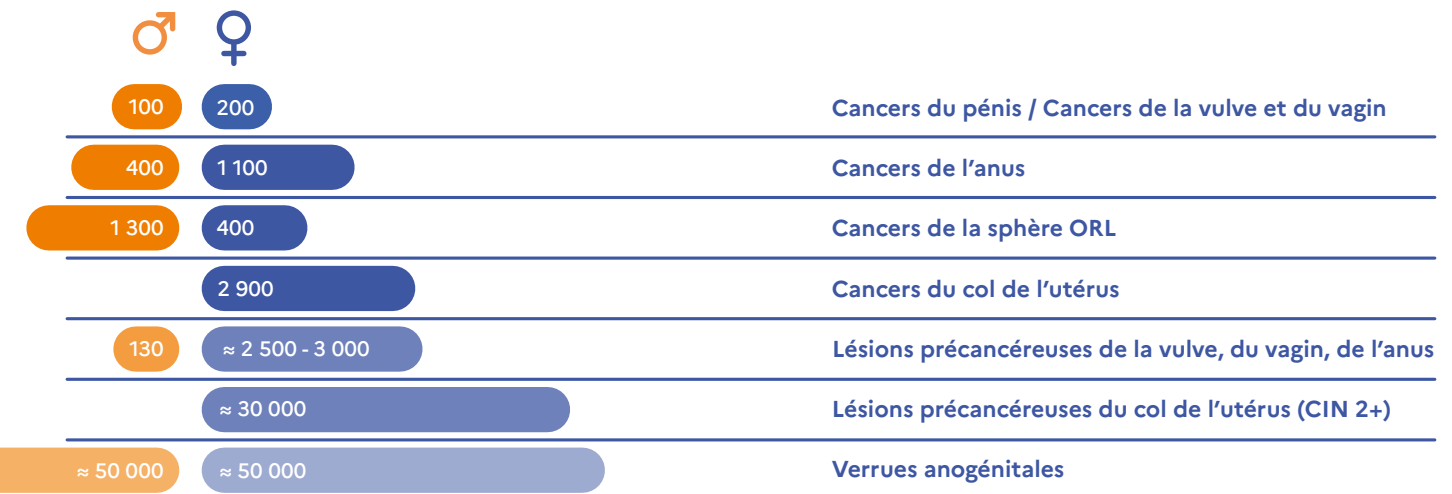 100 200 Cancers du pénis / Cancers de la vulve et du vagin
400 1 100 Cancers de l’anus
1 300 400 Cancers de la sphère ORL
2 900 Cancers du col de l’utérus
130 ≈ 2 500 - 3 000 Lésions précancéreuses de la vulve, du vagin, de l’anus
≈ 30 000 Lésions précancéreuses du col de l’utérus (CIN 2+)
≈ 50 000 ≈ 50 000 Verrues anogénitales